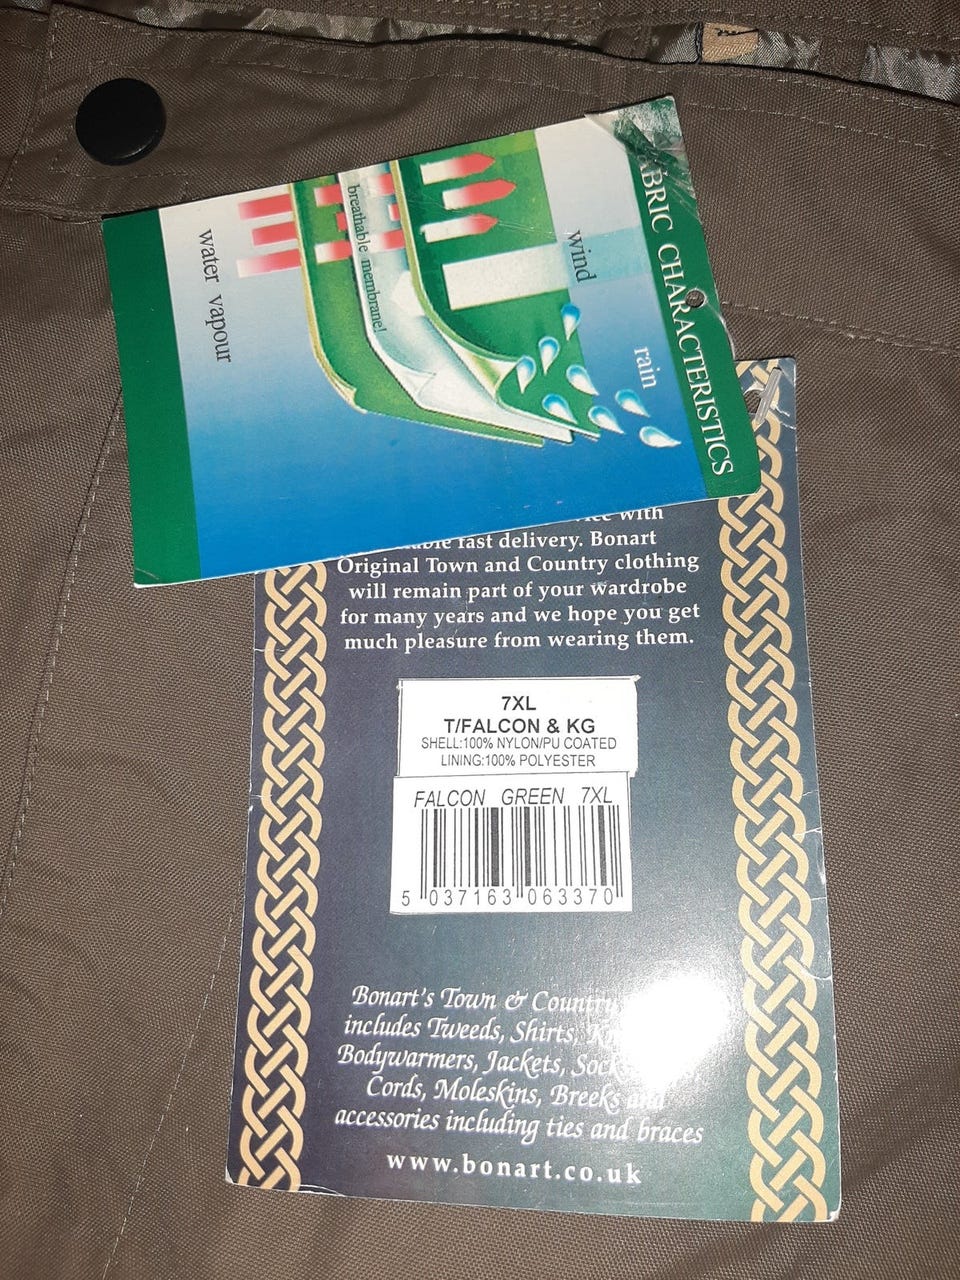 FABRIC CHARACTERISTICS
rain
wind
breathable membrane!
water vapour
with
fast delivery. Bonart
Original Town and Country clothing
will remain part of your wardrobe
for many years and we hope you get
much pleasure from wearing them.
7XL
T/FALCON & KG
SHELL:100% NYLON/PU COATED
LINING:100% POLYESTER
FALCON GREEN 7XL
5 037163 063370
Bonart's Town & Country
includes Tweeds, Shirts,
Bodywarmers, Jackets,
Cords, Moleskins, Breeks and
accessories including ties and braces
www.bonart.co.uk